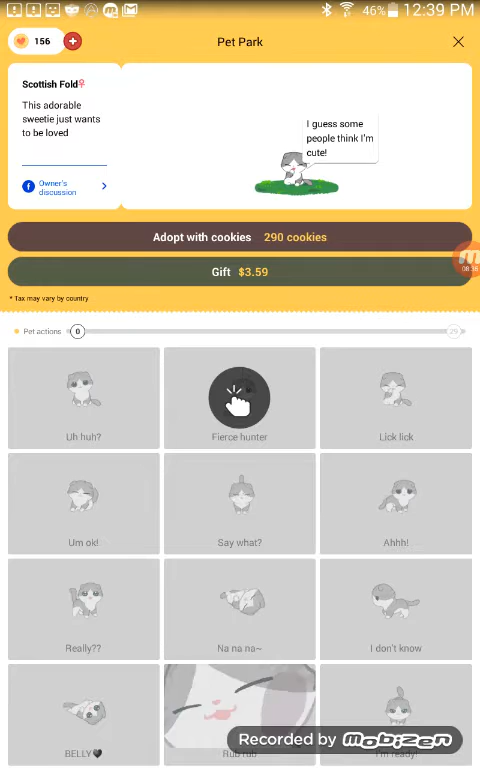 46% 12:39 PM
156
Pet Park
Scottish Fold
This adorable
sweetie just wants
to be loved
I guess some
people think I'm
cute!
Owner's
discussion
Adopt with cookies 290 cookies
Gift $3.59
08:36
* Tax may vary by country
Pet actions 0 29
Uh huh? Fierce hunter Lick lick
Um ok! Say what? Ahhh!
Really?? Na na na~ I don't know
BELLY Rub rub I'm ready!
Recorded by MOBIZEN